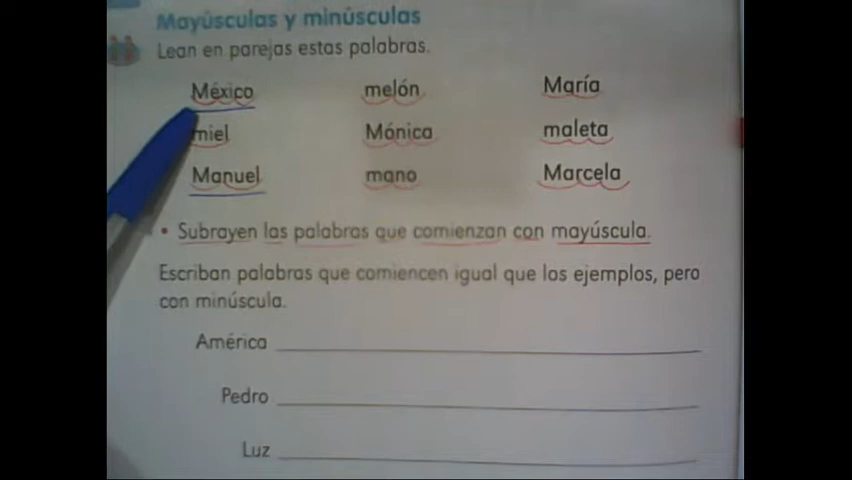 Mayúsculas y minúsculas
Lean en parejas estas palabras.
México melón María
miel Mónica maleta
Manuel mano Marcela
• Subrayen las palabras que comienzan con mayúscula.
Escriban palabras que comiencen igual que los ejemplos, pero
con minúscula.
América
Pedro
Luz